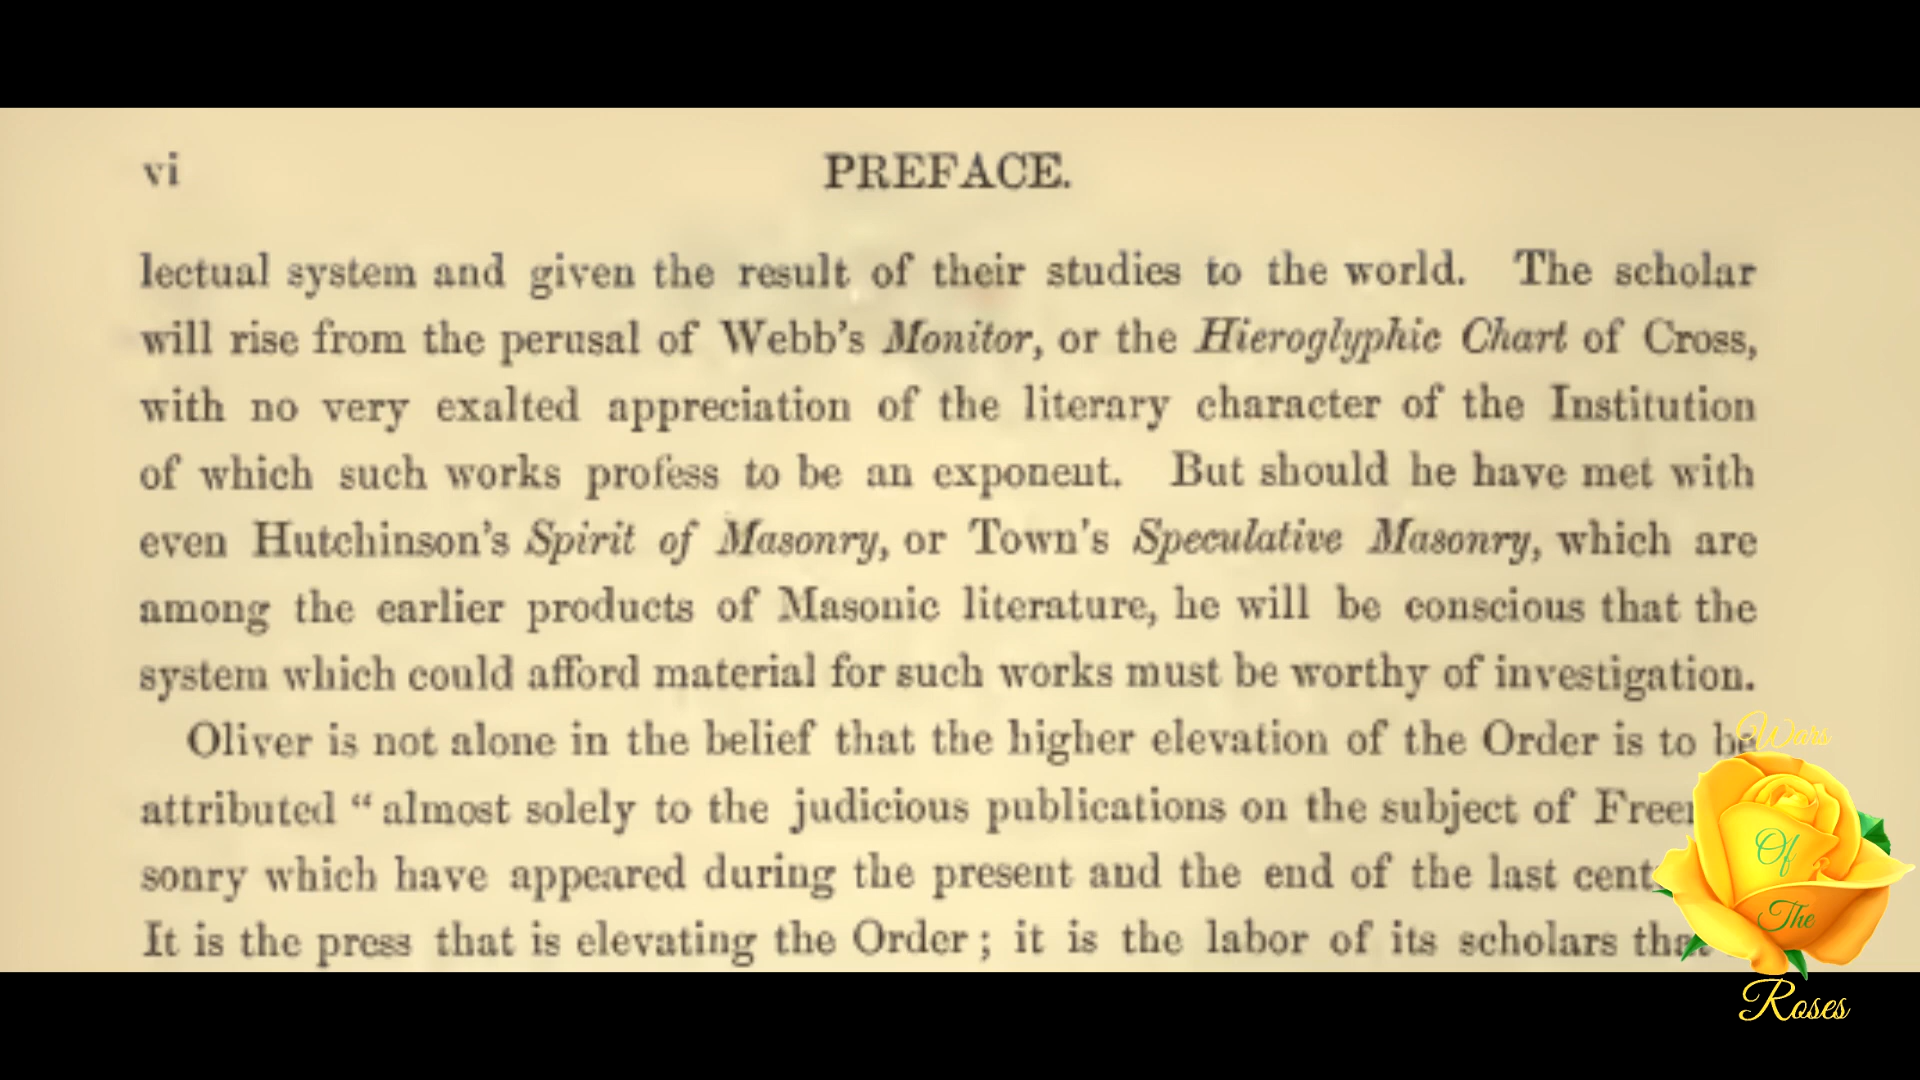 vi PREFACE.
lectual system and given the result of their studies to the world. The scholar
will rise from the perusal of Webb's Monitor, or the Hieroglyphic Chart of Cross,
with no very exalted appreciation of the literary character of the Institution
of which such works profess to be an exponent. But should he have met with
even Hutchinson's Spirit of Masonry, or Town's Speculative Masonry, which are
among the earlier products of Masonic literature, he will be conscious that the
system which could afford material for such works must be worthy of investigation.
Oliver is not alone in the belief that the higher elevation of the Order is to be
attributed “ almost solely to the judicious publications on the subject of
sonry which have appeared during the present and the end of the last
It is the press that is elevating the Order ; it is the labor of its scholars that
Wars
Of
The
Roses